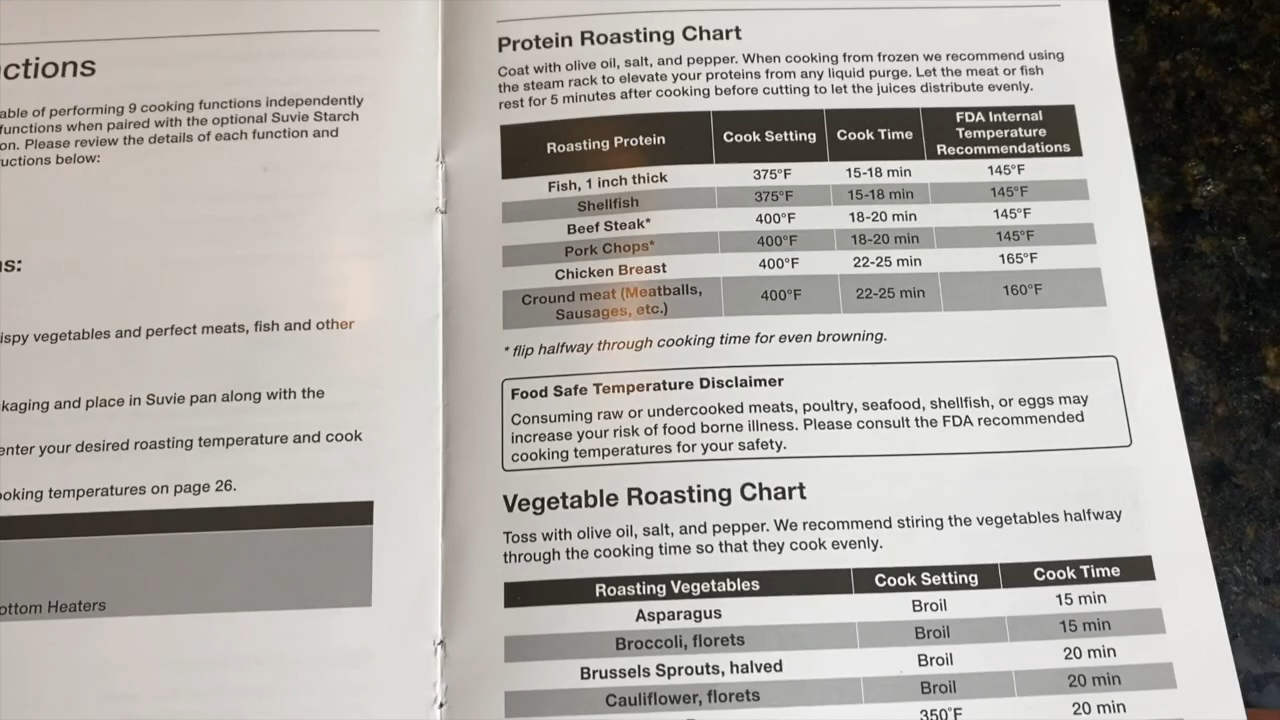 ctions
able of performing 9 cooking functions independently
functions when paired with the optional Suvie Starch
on. Please review the details of each function and
uctions below:
s:
ispy vegetables and perfect meats, fish and other
kaging and place in Suvie pan along with the
enter your desired roasting temperature and cook
ooking temperatures on page 26.
ottom Heaters
Protein Roasting Chart
Coat with olive oil, salt, and pepper. When cooking from frozen we recommend using
the steam rack to elevate your proteins from any liquid purge. Let the meat or fish
rest for 5 minutes after cooking before cutting to let the juices distribute evenly.
Roasting Protein Cook Setting Cook Time FDA Internal
Temperature
Recommendations
Fish, 1 inch thick 375°F 15-18 min 145°F
Shellfish 375°F 15-18 min 145°F
Beef Steak* 400°F 18-20 min 145°F
Pork Chops* 400°F 18-20 min 145°F
Chicken Breast 400°F 22-25 min 165°F
Cround meat (Meatballs,
Sausages, etc.) 400°F 22-25 min 160°F
* flip halfway through cooking time for even browning.
Food Safe Temperature Disclaimer
Consuming raw or undercooked meats, poultry, seafood, shellfish, or eggs may
increase your risk of food borne illness. Please consult the FDA recommended
cooking temperatures for your safety.
Vegetable Roasting Chart
Toss with olive oil, salt, and pepper. We recommend stiring the vegetables halfway
through the cooking time so that they cook evenly.
Roasting Vegetables Cook Setting Cook Time
Asparagus Broil 15 min
Broccoli, florets Broil 15 min
Brussels Sprouts, halved Broil 20 min
Cauliflower, florets Broil 20 min
350°F 20 min